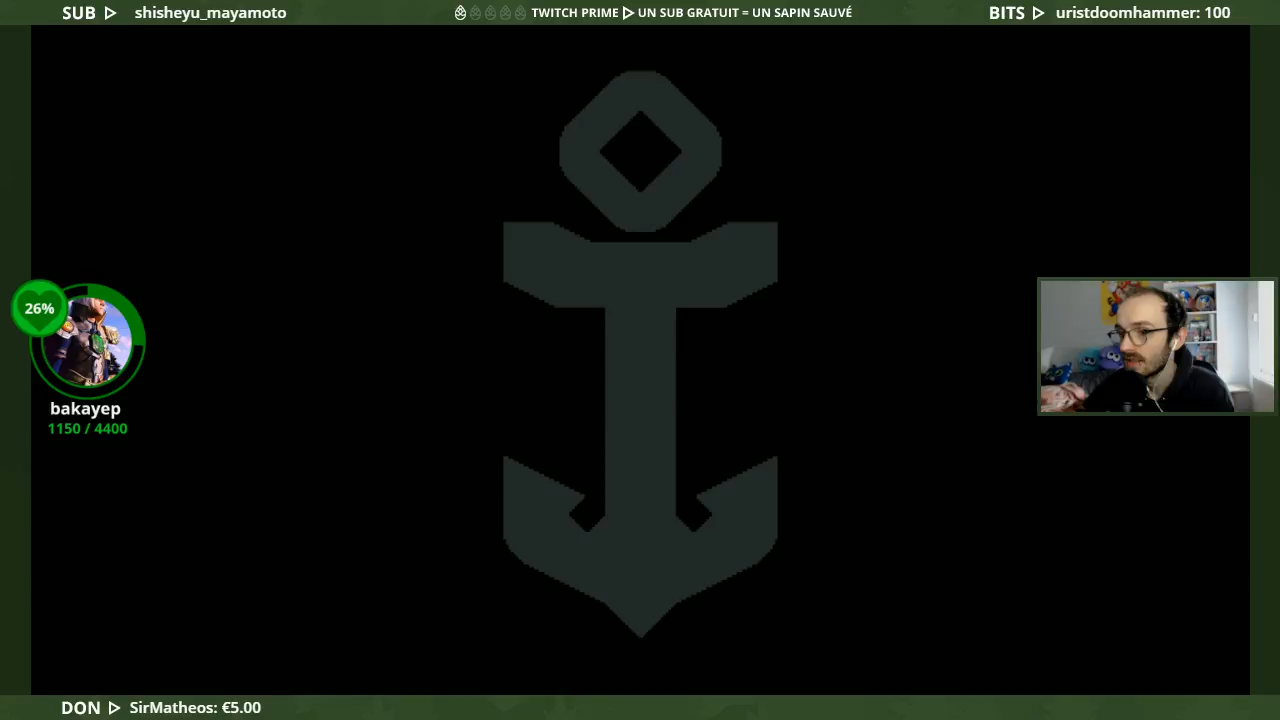 SUB shisheyu_mayamoto
TWITCH PRIME UN SUB GRATUIT = UN SAPIN SAUVÉ
BITS uristdoomhammer: 100
26%
bakayep
1150 / 4400
DON SirMatheos: €5.00